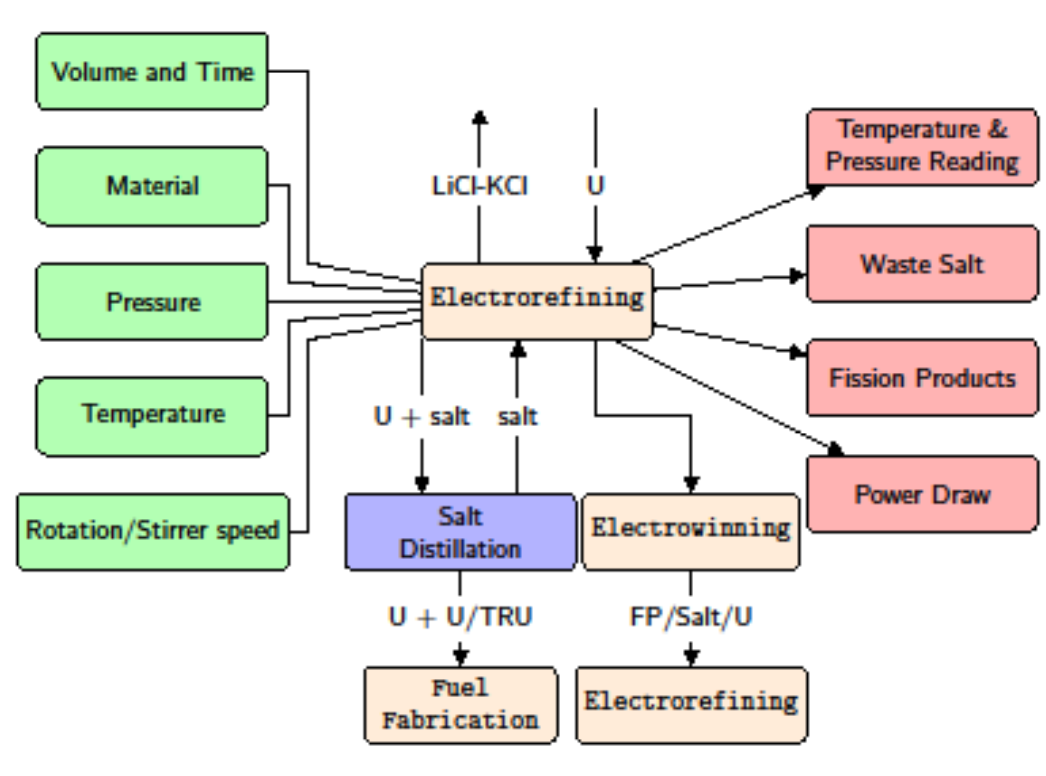 Volume and Time
Material
Pressure
Temperature
Rotation/Stirrer speed
LiCl-KCl
U
Electrorefining
U + salt
salt
Salt
Distillation
Electrowinning
U + U/TRU
FP/Salt/U
Fuel
Fabrication
Electrorefining
Temperature &
Pressure Reading
Waste Salt
Fission Products
Power Draw